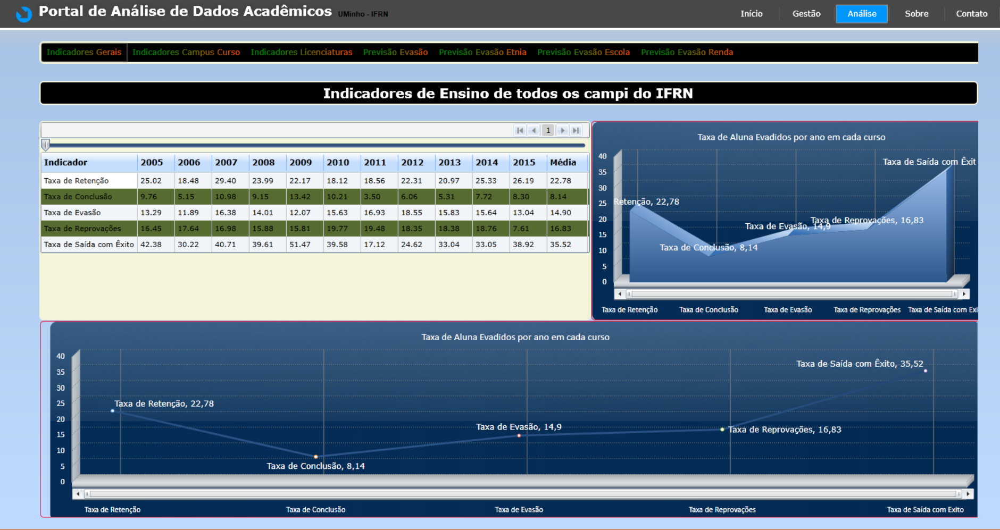 Portal de Análise de Dados Acadêmicos UMinho - IFRN
Início Gestão Análise Sobre Contato
Indicadores Gerais Indicadores Campus Curso Indicadores Licenciaturas Previsão Evasão Previsão Evasão Etnia Previsão Evasão Escola Previsão Evasão Renda
Indicadores de Ensino de todos os campi do IFRN
1
Indicador 2005 2006 2007 2008 2009 2010 2011 2012 2013 2014 2015 Média
Taxa de Retenção 25.02 18.48 29.40 23.99 22.17 18.12 18.56 22.31 20.97 25.33 26.19 22.78
Taxa de Conclusão 9.76 5.15 10.98 9.15 13.42 10.21 3.50 6.06 5.31 7.72 8.30 8.14
Taxa de Evasão 13.29 11.89 16.38 14.01 12.07 15.63 16.93 18.55 15.83 15.64 13.04 14.90
Taxa de Reprovações 16.45 17.64 16.98 15.88 15.81 19.77 19.48 18.35 18.38 18.76 7.61 16.83
Taxa de Saída com Êxito 42.38 30.22 40.71 39.61 51.47 39.58 17.12 24.62 33.04 33.05 38.92 35.52
Taxa de Aluna Evadidos por ano em cada curso
40
Taxa de Saída com Êxit
35
30
25
Retenção, 22,78
20
Taxa de Reprovações, 16,83
Taxa de Evasão, 14,9
15
Taxa de Conclusão, 8,14
10
5
0
Taxa de Retenção Taxa de Conclusão Taxa de Evasão Taxa de Reprovações Taxa de Saída com Exi
Taxa de Aluna Evadidos por ano em cada curso
40
Taxa de Saída com Êxito, 35,52
35
30
25
Taxa de Retenção, 22,78
20
Taxa de Evasão, 14,9
Taxa de Reprovações, 16,83
15
10
5
Taxa de Conclusão, 8,14
0
Taxa de Retenção Taxa de Conclusão Taxa de Evasão Taxa de Reprovações Taxa de Saída com Exito